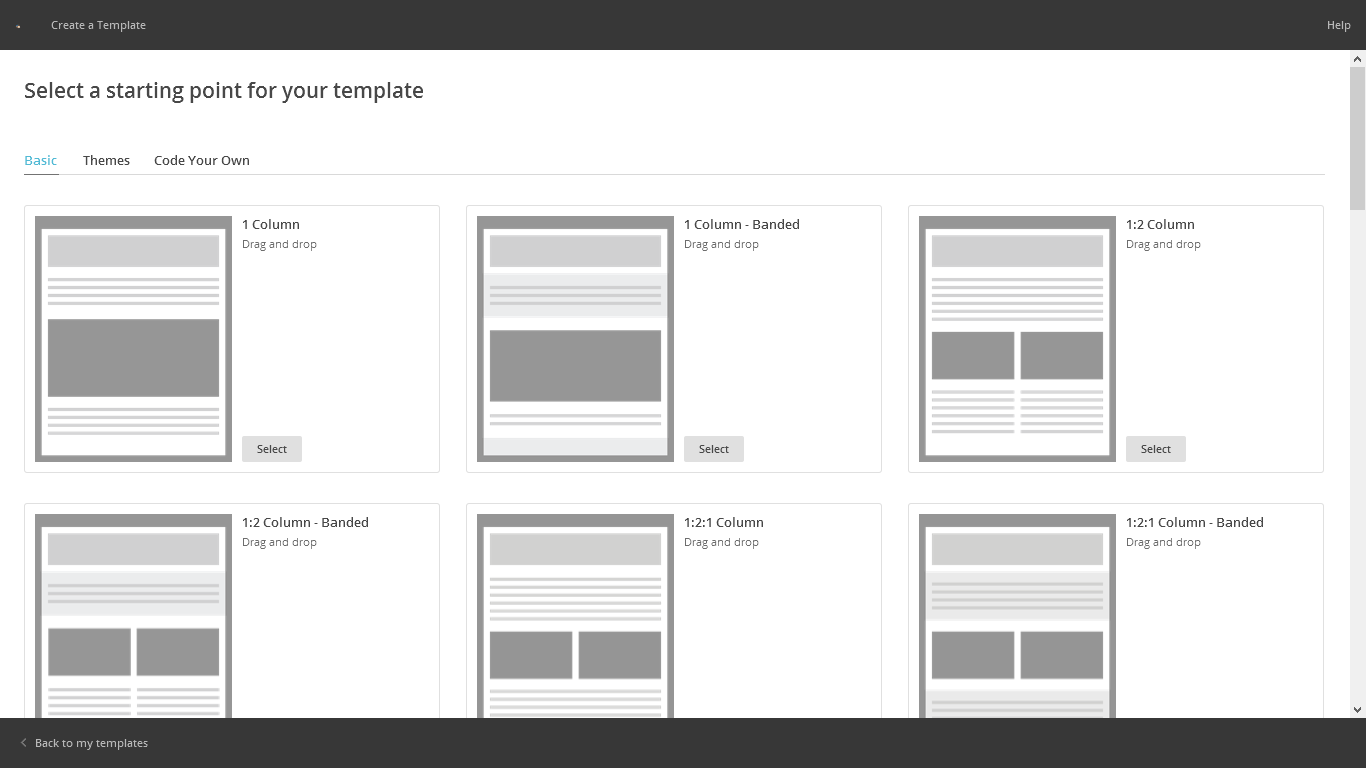 Create a Template
Help
Select a starting point for your template
Basic
Themes
Code Your Own
1 Column
Drag and drop
Select
1 Column - Banded
Drag and drop
Select
1:2 Column
Drag and drop
Select
1:2 Column - Banded
Drag and drop
1:2:1 Column
Drag and drop
1:2:1 Column - Banded
Drag and drop
Back to my templates